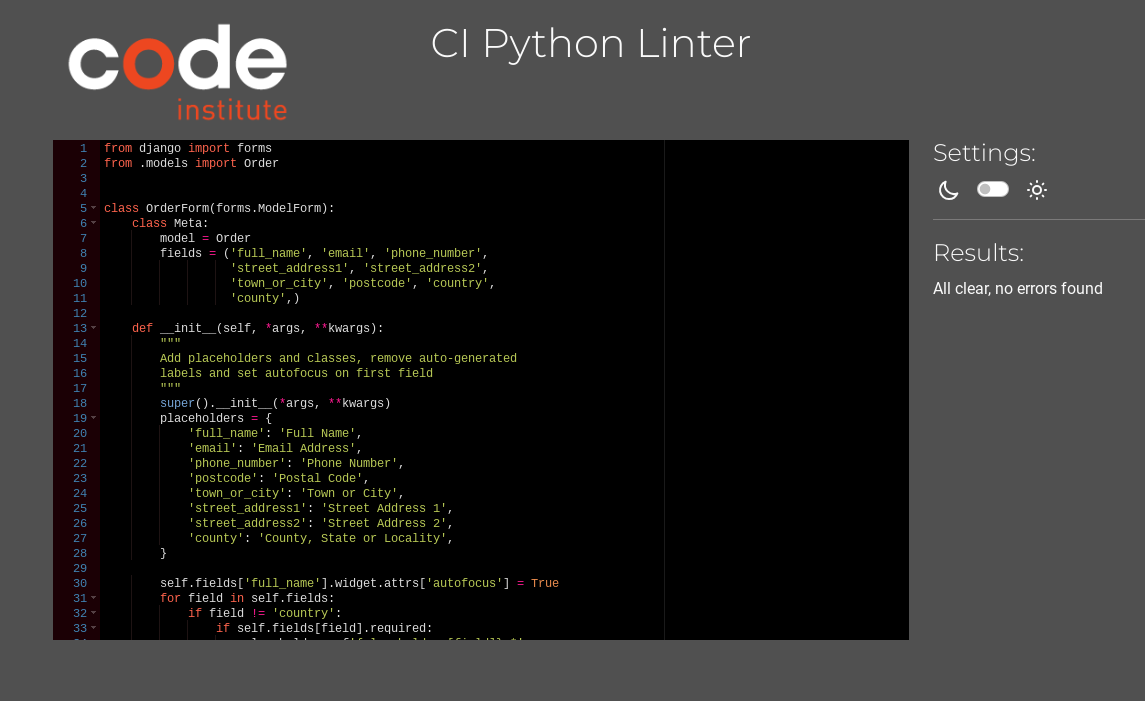 code
institute
CI Python Linter
1 from django import forms
2 from .models import Order
3
4
5 class OrderForm(forms.ModelForm):
6     class Meta:
7         model = Order
8         fields = ('full_name', 'email', 'phone_number',
9                   'street_address1', 'street_address2',
10                   'town_or_city', 'postcode', 'country',
11                   'county',)
12
13     def __init__(self, *args, **kwargs):
14         """
15         Add placeholders and classes, remove auto-generated
16         labels and set autofocus on first field
17         """
18         super().__init__(*args, **kwargs)
19         placeholders = {
20             'full_name': 'Full Name',
21             'email': 'Email Address',
22             'phone_number': 'Phone Number',
23             'postcode': 'Postal Code',
24             'town_or_city': 'Town or City',
25             'street_address1': 'Street Address 1',
26             'street_address2': 'Street Address 2',
27             'county': 'County, State or Locality',
28         }
29
30         self.fields['full_name'].widget.attrs['autofocus'] = True
31         for field in self.fields:
32             if field != 'country':
33                 if self.fields[field].required:
Settings:
Results:
All clear, no errors found